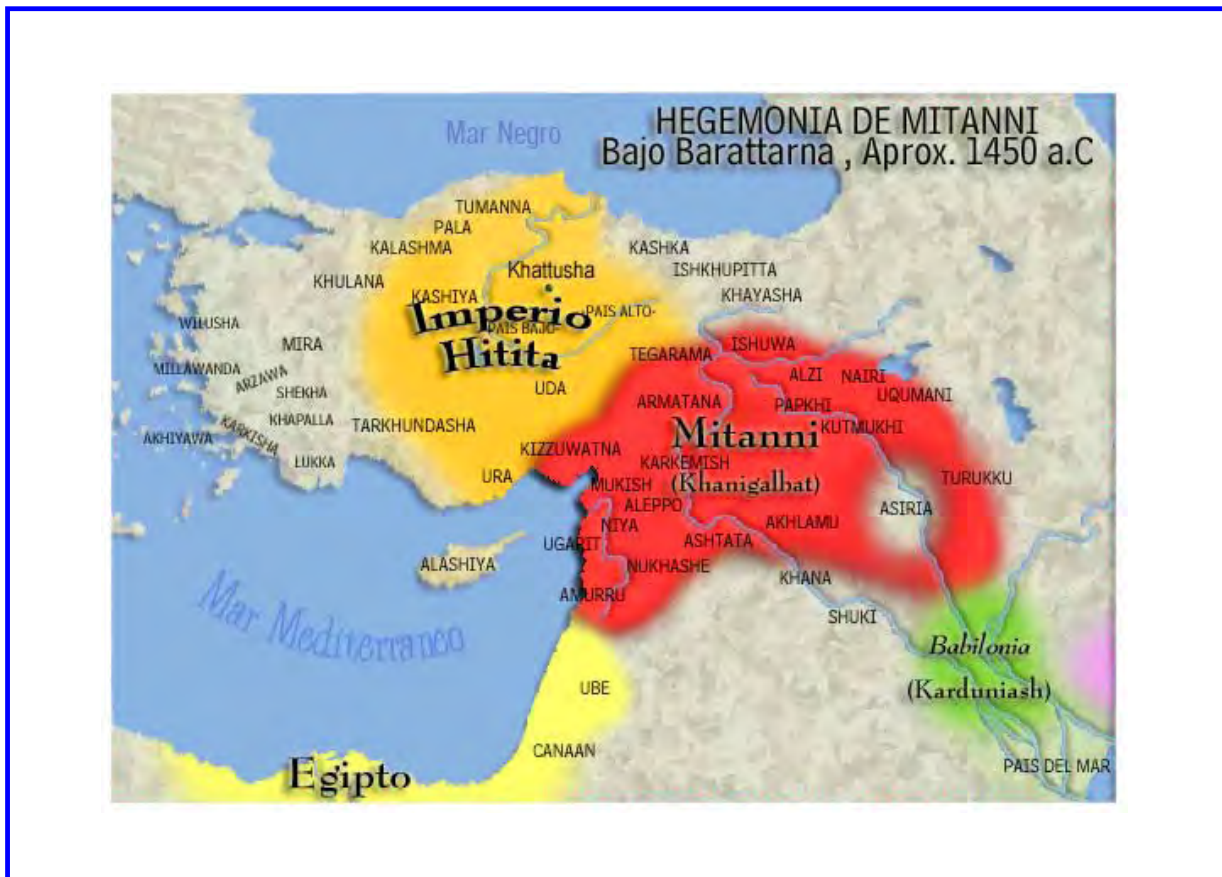 HEGEMONIA DE MITANNI
Bajo Barattarna , Aprox. 1450 a.C
Mar Negro
TUMANNA
PALA
KALASHMA
KASHKA
ISHKHUPITTA
Khattusha
KHULANA
KASHIYA
KHAYASHA
Imperio
Hitita
PAIS BAJO-
-PAIS ALTO-
WILUSHA
MIRA
MILLAWANDA
ARZAWA
SHEKHA
TEGARAMA
ISHUWA
ALZI
NAIRI
UQUMANI
UDA
ARMATANA
PAPKHI
KUTMUKHI
KHAPALLA
TARKHUNDASHA
AKHIYAWA
KARKISHA
LUKKA
KIZZUWATNA
Mitanni
(Khanigalbat)
KARKEMISH
URA
MUKISH
TURUKKU
ALEPPO
ASIRIA
NIYA
AKHLAMU
UGARIT
ASHTATA
ALASHIYA
NUKHASHE
KHANA
AMURRU
SHUKI
Mar Mediterraneo
Babilonia
(Karduniash)
UBE
CANAAN
Egipto
PAIS DEL MAR